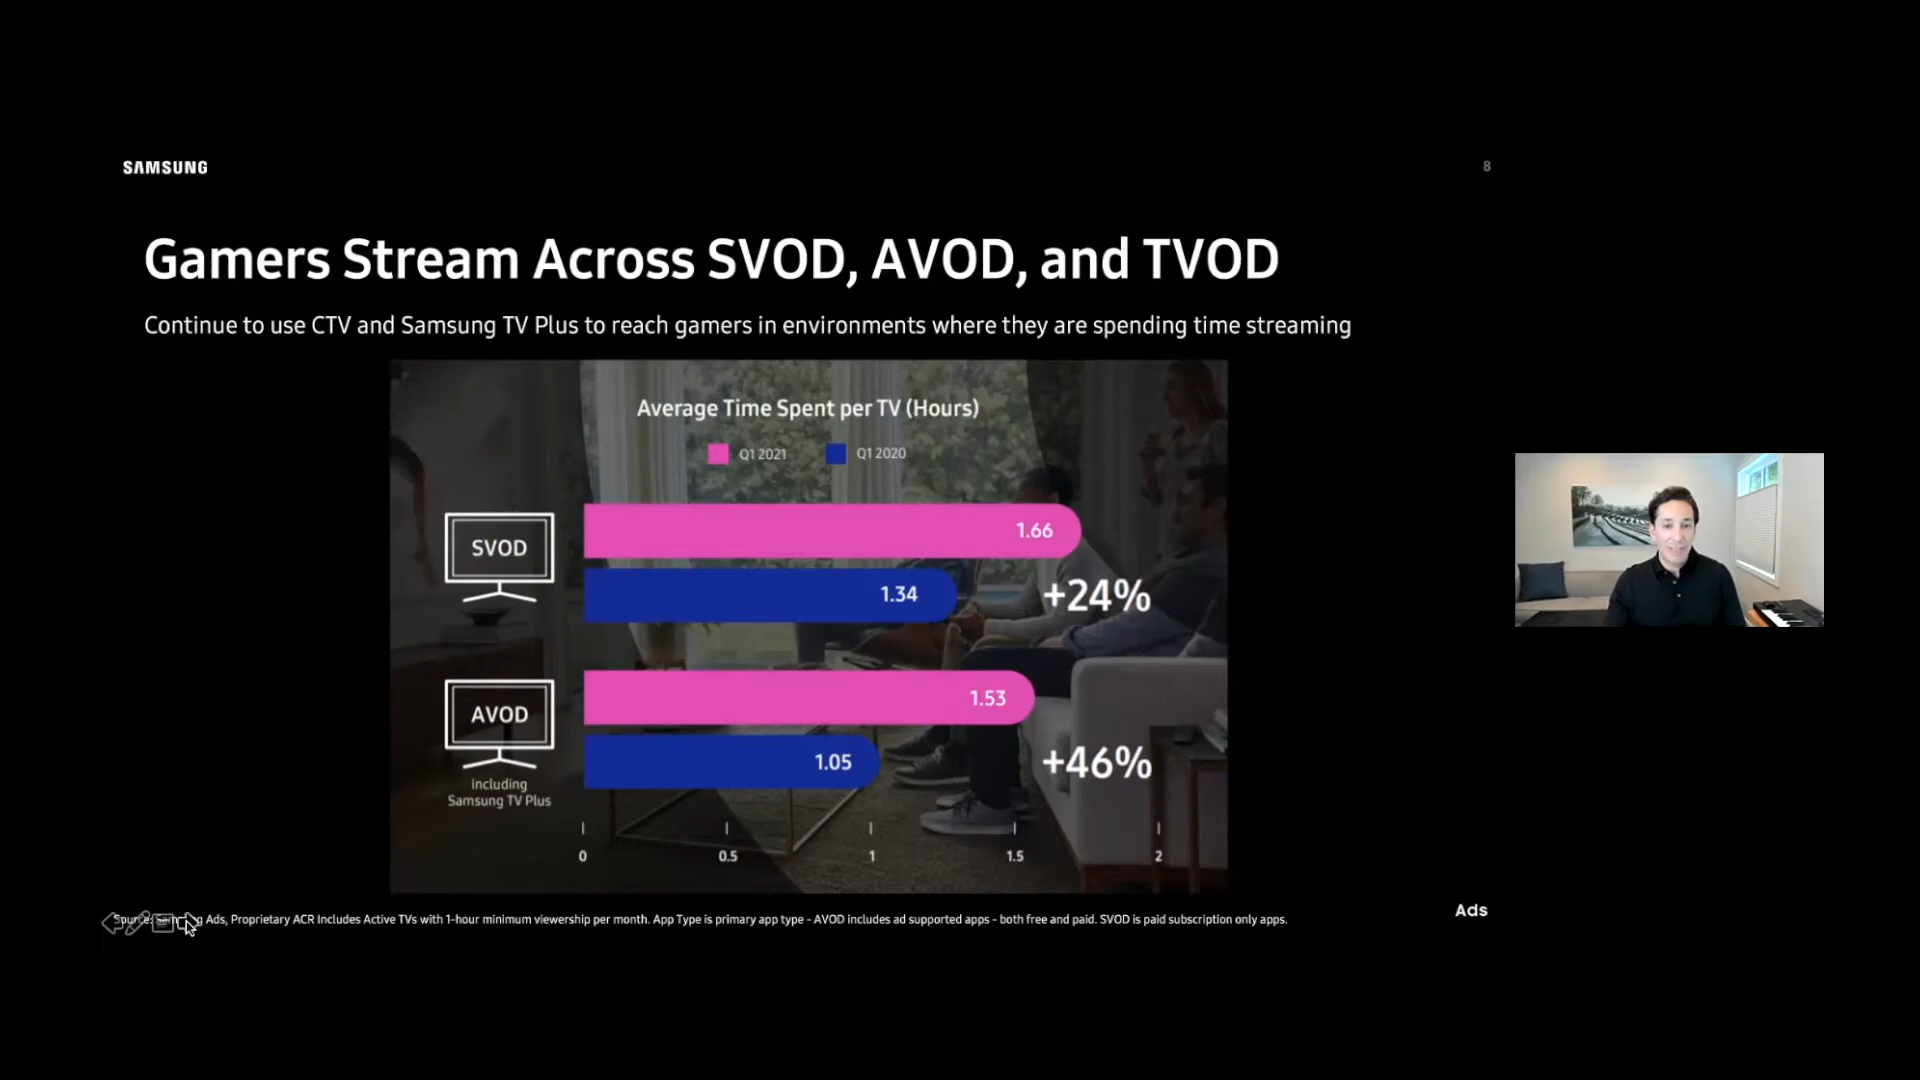 SAMSUNG
8
Gamers Stream Across SVOD, AVOD, and TVOD
Continue to use CTV and Samsung TV Plus to reach gamers in environments where they are spending time streaming
Average Time Spent per TV (Hours)
Q1 2021
Q1 2020
SVOD
1.66
1.34
+24%
AVOD
including
Samsung TV Plus
1.53
1.05
+46%
0
0.5
1
1.5
2
Source: Samsung Ads, Proprietary ACR Includes Active TVs with 1-hour minimum viewership per month. App Type is primary app type - AVOD includes ad supported apps - both free and paid. SVOD is paid subscription only apps.
Ads